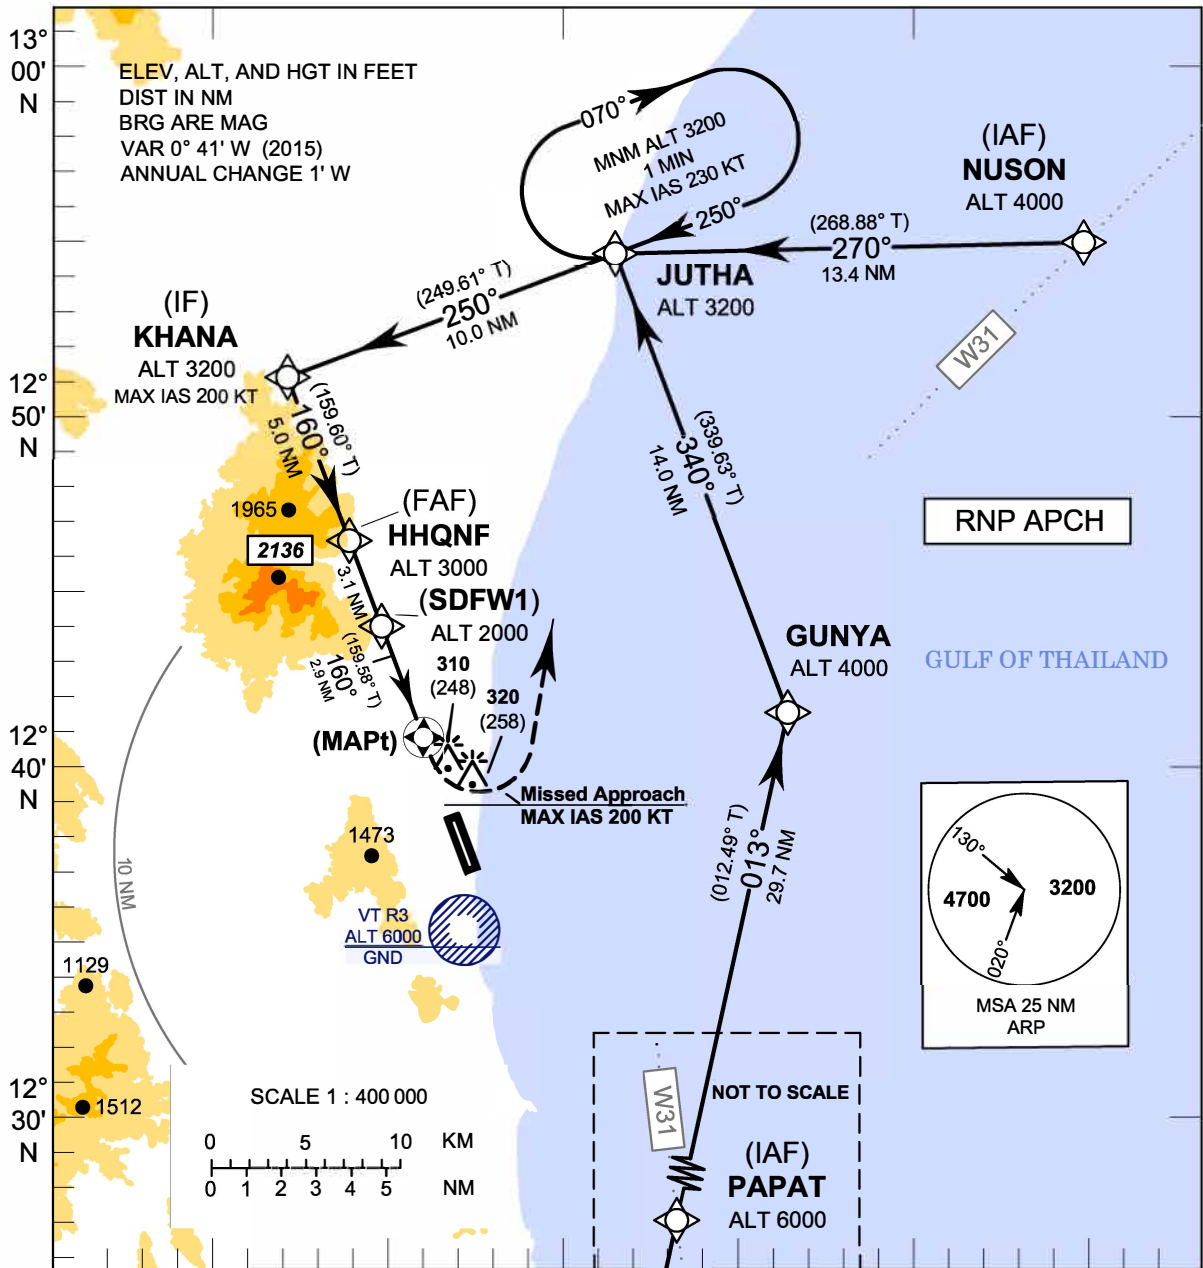 13°
00'
N
ELEV, ALT, AND HGT IN FEET
DIST IN NM
BRG ARE MAG
VAR 0° 41' W (2015)
ANNUAL CHANGE 1' W
070°
MNM ALT 3200
1 MIN
MAX IAS 230 KT
250°
(IAF)
NUSON
ALT 4000
(268.88° T)
270°
13.4 NM
JUTHA
ALT 3200
(249.61° T)
250°
10.0 NM
(IF)
KHANA
ALT 3200
MAX IAS 200 KT
W31
12°
50'
N
(159.60° T)
160°
5.0 NM
(339.63° T)
340°
14.0 NM
1965
2136
(FAF)
HHQNF
ALT 3000
3.1 NM
(SDFW1)
ALT 2000
RNP APCH
(159.58° T)
160°
2.9 NM
310
(248)
320
(258)
GUNYA
ALT 4000
GULF OF THAILAND
(MAPt)
12°
40'
N
Missed Approach
MAX IAS 200 KT
1473
10 NM
(012.49° T)
013°
29.7 NM
130°
4700
3200
020°
MSA 25 NM
ARP
VT R3
ALT 6000
GND
1129
1512
12°
30'
N
SCALE 1 : 400 000
0 5 10 KM
0 1 2 3 4 5 NM
NOT TO SCALE
W31
(IAF)
PAPAT
ALT 6000